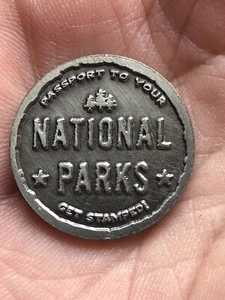 PASSPORT TO YOUR
NATIONAL
PARKS
GET STAMPED!